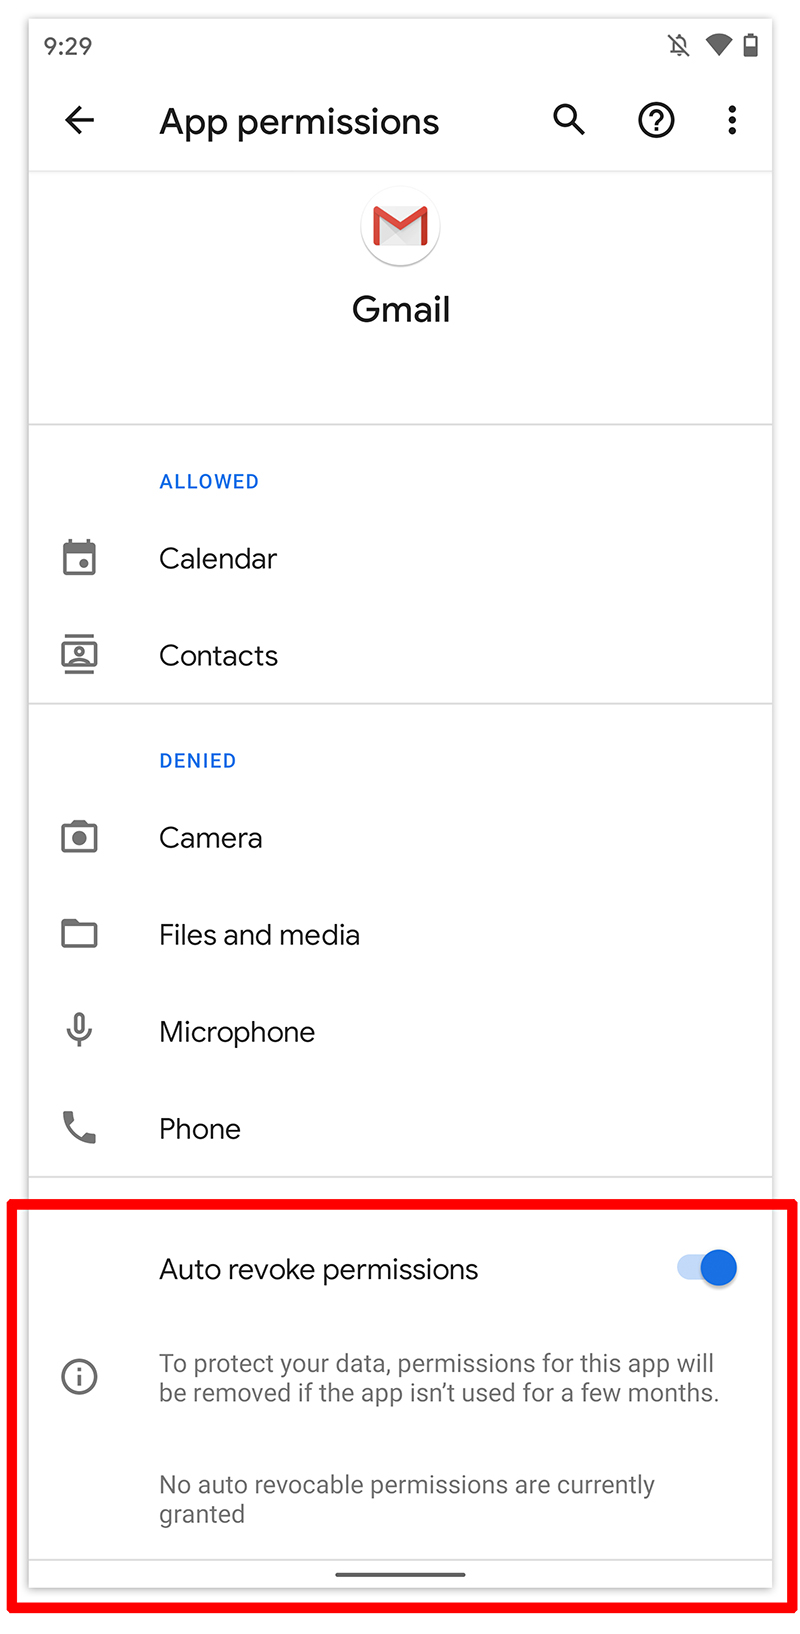 9:29
App permissions
Gmail
ALLOWED
Calendar
Contacts
DENIED
Camera
Files and media
Microphone
Phone
Auto revoke permissions
To protect your data, permissions for this app will
be removed if the app isn't used for a few months.
No auto revocable permissions are currently
granted